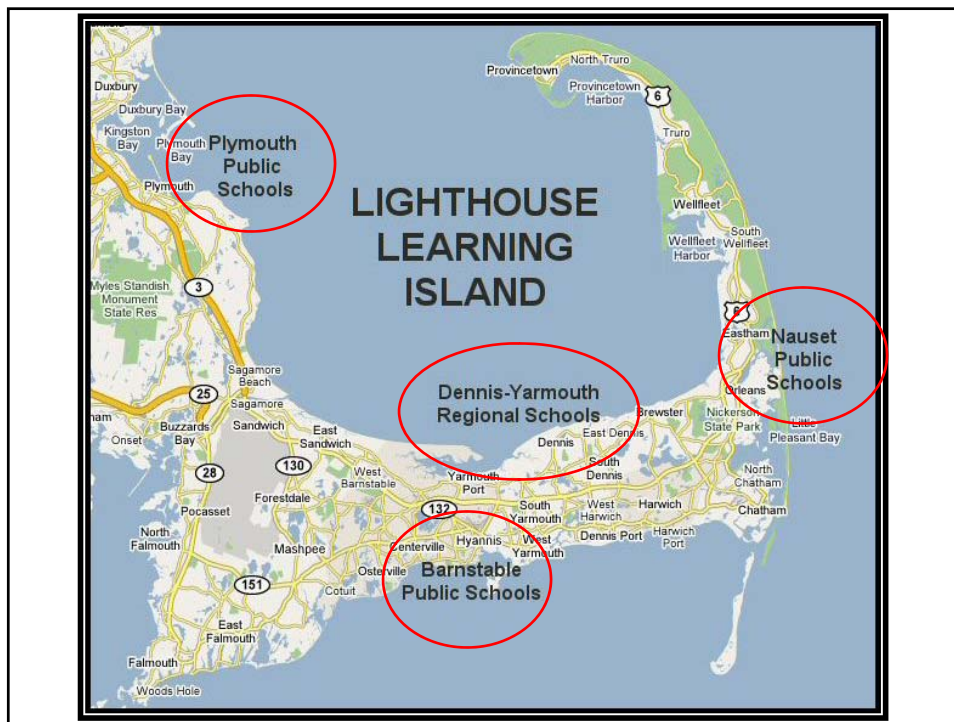 Duxbury
Duxbury Bay
Kingston
Bay
Plymouth
Bay
Plymouth
Plymouth
Public
Schools
Provincetown
North Truro
Provincetown
Harbor
6
Truro
LIGHTHOUSE
LEARNING
ISLAND
Wellfleet
South
Wellfleet
Wellfleet
Harbor
3
Myles Standish
Monument
State Res
6
Eastham
Nauset
Public
Schools
Orleans
Sagamore
Beach
Sagamore
25
Dennis-Yarmouth
Regional Schools
Brewster
Nickerson
State Park
Little
Pleasant Bay
ham
Onset
Buzzards
Bay
Sandwich
East
Sandwich
East Dennis
Dennis
28
130
West
Barnstable
Yarmouth
Port
South
Dennis
North
Chatham
Pocasset
Forestdale
132
South
Yarmouth
West
Harwich
Harwich
Chatham
North
Falmouth
Mashpee
Centerville
Hyannis
West
Yarmouth
Dennis Port
Harwich
Port
151
Osterville
Cotuit
Barnstable
Public Schools
East
Falmouth
Falmouth
Woods Hole